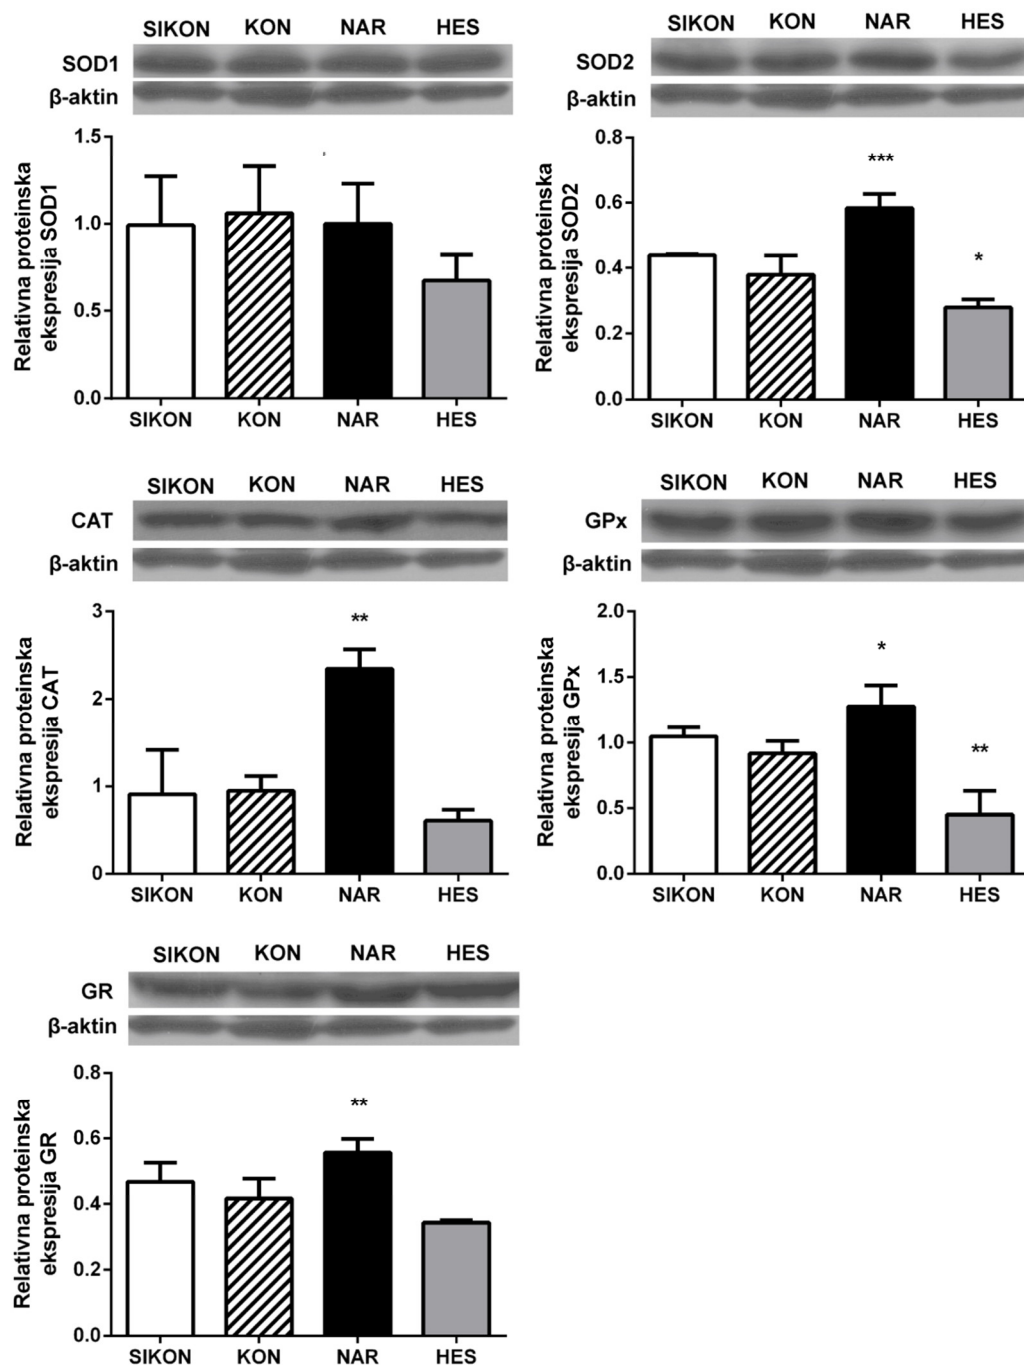 SIKON KON NAR HES
SOD1
β-aktin
Relativna proteinska
ekspresija SOD1
1.5
1.0
0.5
0.0
SIKON KON NAR HES
SIKON KON NAR HES
SOD2
β-aktin
Relativna proteinska
ekspresija SOD2
0.8
0.6
0.4
0.2
0.0
***
*
SIKON KON NAR HES
SIKON KON NAR HES
CAT
β-aktin
Relativna proteinska
ekspresija CAT
3
2
1
0
**
SIKON KON NAR HES
SIKON KON NAR HES
GPx
β-aktin
Relativna proteinska
ekspresija GPx
2.0
1.5
1.0
0.5
0.0
*
**
SIKON KON NAR HES
SIKON KON NAR HES
GR
β-aktin
Relativna proteinska
ekspresija GR
0.8
0.6
0.4
0.2
0.0
**
SIKON KON NAR HES